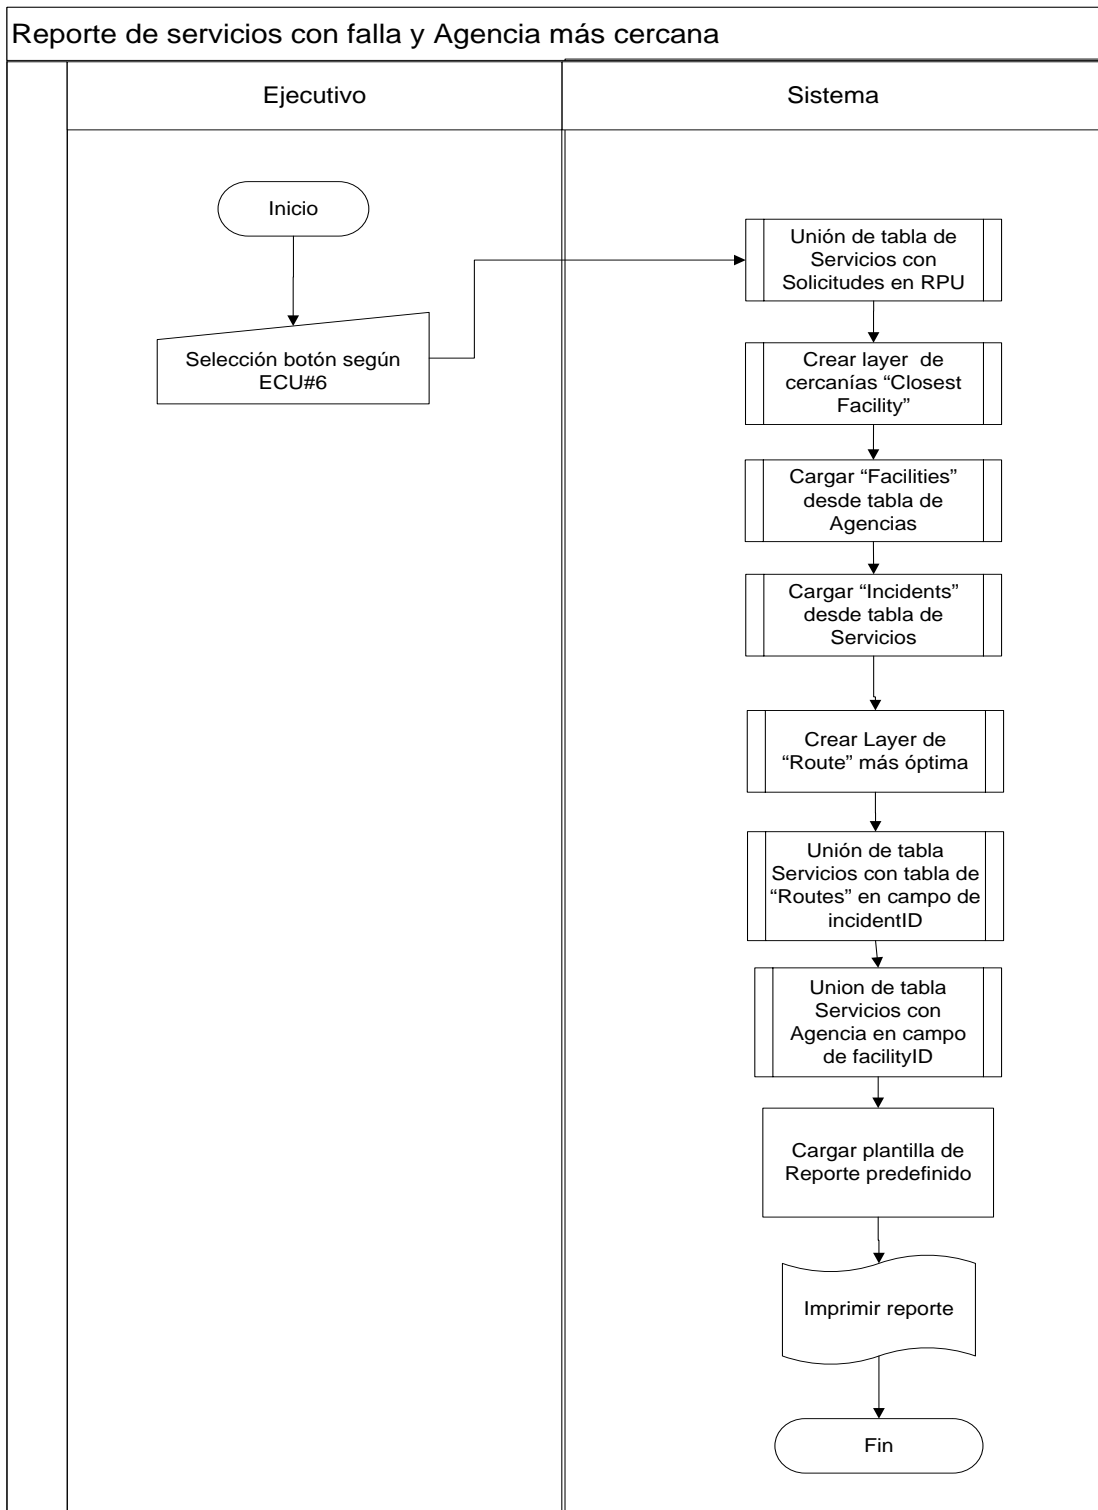 Reporte de servicios con falla y Agencia más cercana
Ejecutivo
Sistema
Inicio
Selección botón según
ECU#6
Unión de tabla de
Servicios con
Solicitudes en RPU
Crear layer de
cercanías “Closest
Facility”
Cargar “Facilities”
desde tabla de
Agencias
Cargar “Incidents”
desde tabla de
Servicios
Crear Layer de
“Route” más óptima
Unión de tabla
Servicios con tabla de
“Routes” en campo de
incidentID
Union de tabla
Servicios con
Agencia en campo
de facilityID
Cargar plantilla de
Reporte predefinido
Imprimir reporte
Fin